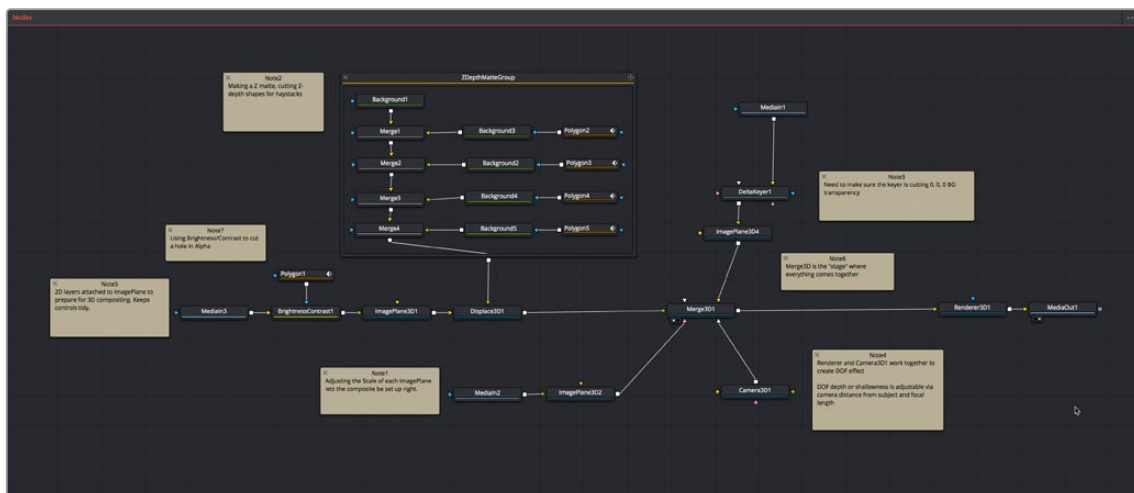 Nodes
Note2
Making a Z matte, cutting Z-
depth shapes for haystacks
ZDepthMatteGroup
Background1
Merge1
Background3
Polygon2
Merge2
Background2
Polygon3
Merge3
Background4
Polygon4
Merge4
Background5
Polygon5
MediaIn1
Note3
Need to make sure the keyer is cutting 0, 0, 0 BG
transparency
DeltaKeyer1
ImagePlane3D4
Note7
Using Brightness/Contrast to cut
a hole in Alpha
Note6
Merge3D is the "stage" where
everything comes together
Note5
2D layers attached to ImagePlane to
prepare for 3D compositing. Keeps
controls tidy.
Polygon1
MediaIn3
BrightnessContrast1
ImagePlane3D1
Displace3D1
Merge3D1
Renderer3D1
MediaOut1
Note1
Adjusting the Scale of each ImagePlane
lets the composite be set up right.
MediaIn2
ImagePlane3D2
Camera3D1
Note4
Renderer and Camera3D1 work together to
create DOF effect
DOF depth or shallowness is adjustable via
camera distance from subject and focal
length